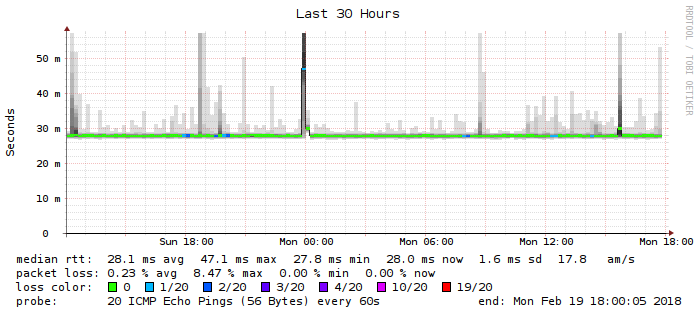 Last 30 Hours
RRDTOOL / TOBI OETIKER
Seconds
50 m
40 m
30 m
20 m
10 m
0
Sun 18:00 Mon 00:00 Mon 06:00 Mon 12:00 Mon 18:00
median rtt: 28.1 ms avg 47.1 ms max 27.8 ms min 28.0 ms now 1.6 ms sd 17.8 am/s
packet loss: 0.23 % avg 8.47 % max 0.00 % min 0.00 % now
loss color: 0 1/20 2/20 3/20 4/20 10/20 19/20
probe: 20 ICMP Echo Pings (56 Bytes) every 60s end: Mon Feb 19 18:00:05 2018